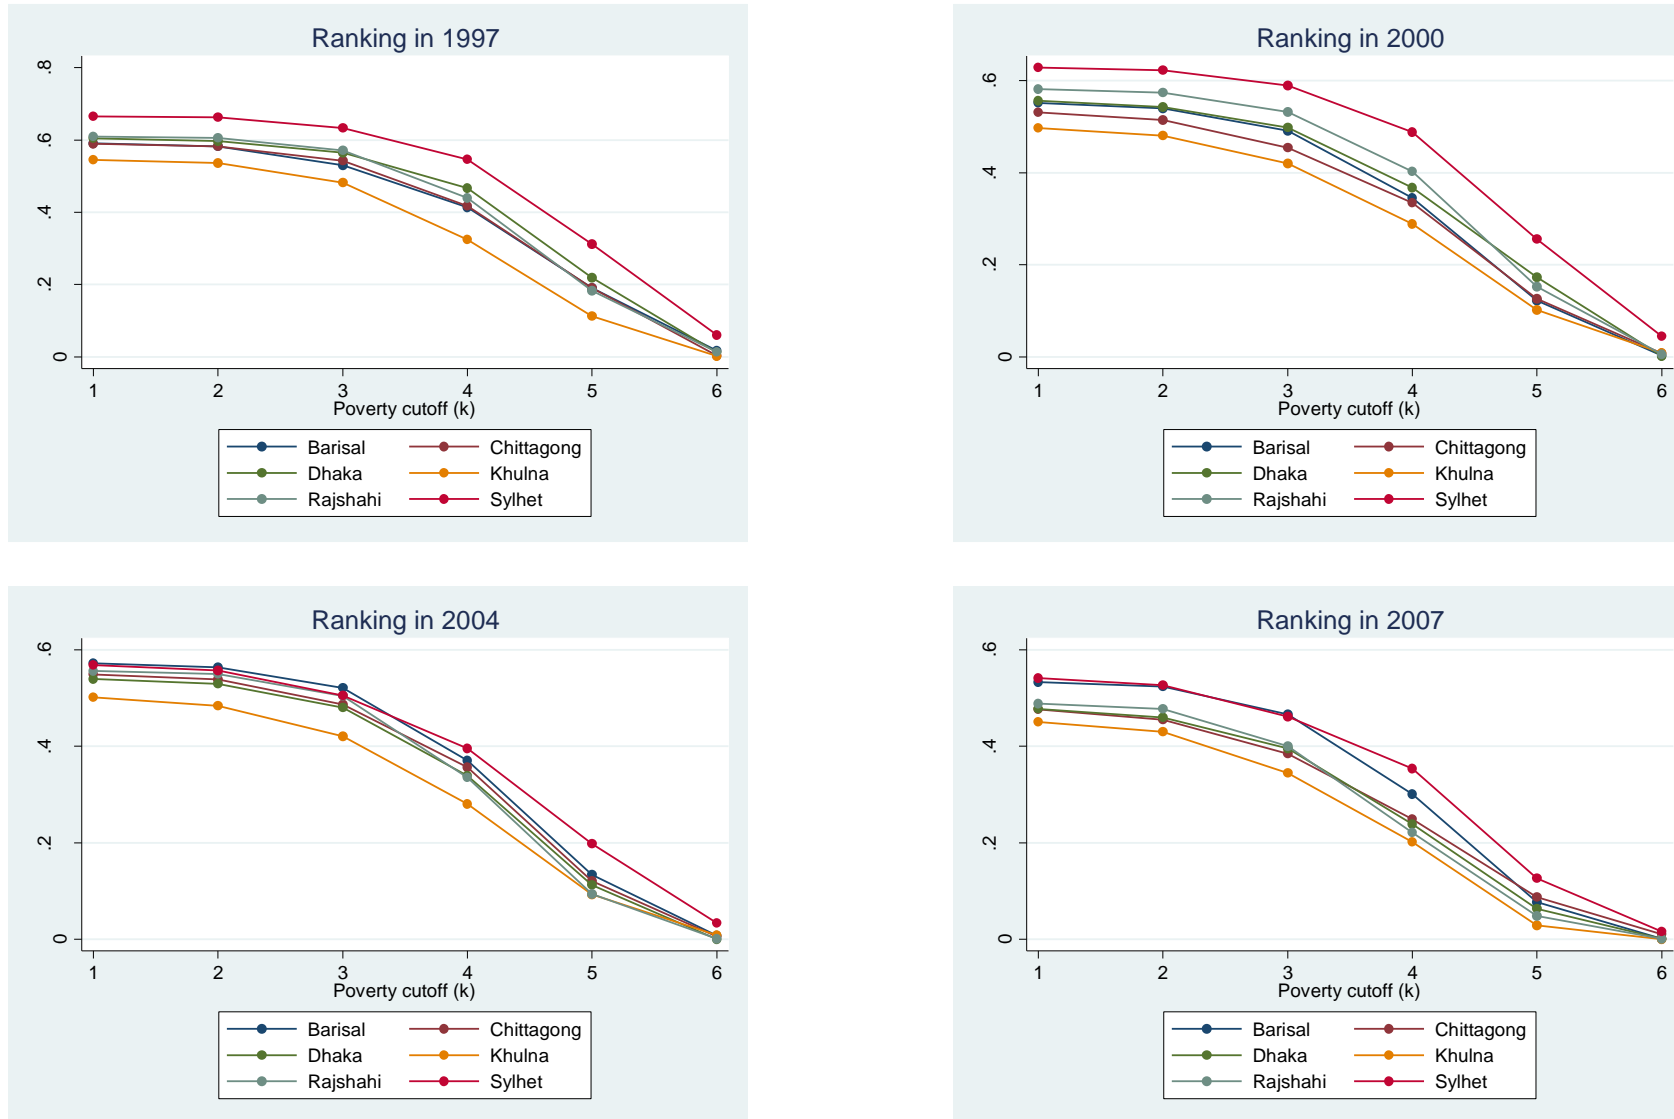 Ranking in 1997
.8
.6
.4
.2
0
1 2 3 4 5 6
Poverty cutoff (k)
Barisal Chittagong
Dhaka Khulna
Rajshahi Sylhet
Ranking in 2000
.6
.4
.2
0
1 2 3 4 5 6
Poverty cutoff (k)
Barisal Chittagong
Dhaka Khulna
Rajshahi Sylhet
Ranking in 2004
.6
.4
.2
0
1 2 3 4 5 6
Poverty cutoff (k)
Barisal Chittagong
Dhaka Khulna
Rajshahi Sylhet
Ranking in 2007
.6
.4
.2
0
1 2 3 4 5 6
Poverty cutoff (k)
Barisal Chittagong
Dhaka Khulna
Rajshahi Sylhet